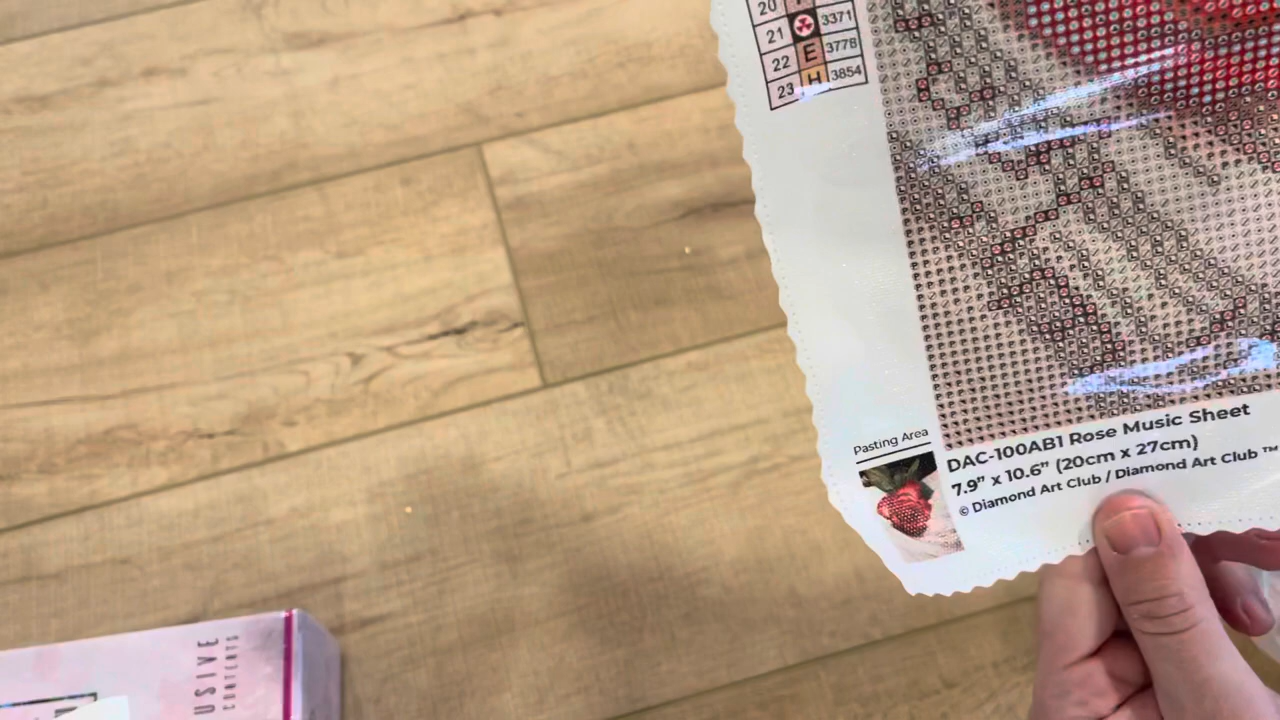 20
21 3371
22 E 3778
23 H 3854
Pasting Area
DAC-100AB1 Rose Music Sheet
7.9” x 10.6” (20cm x 27cm)
© Diamond Art Club / Diamond Art Club ™
USIVE
CONTENTS